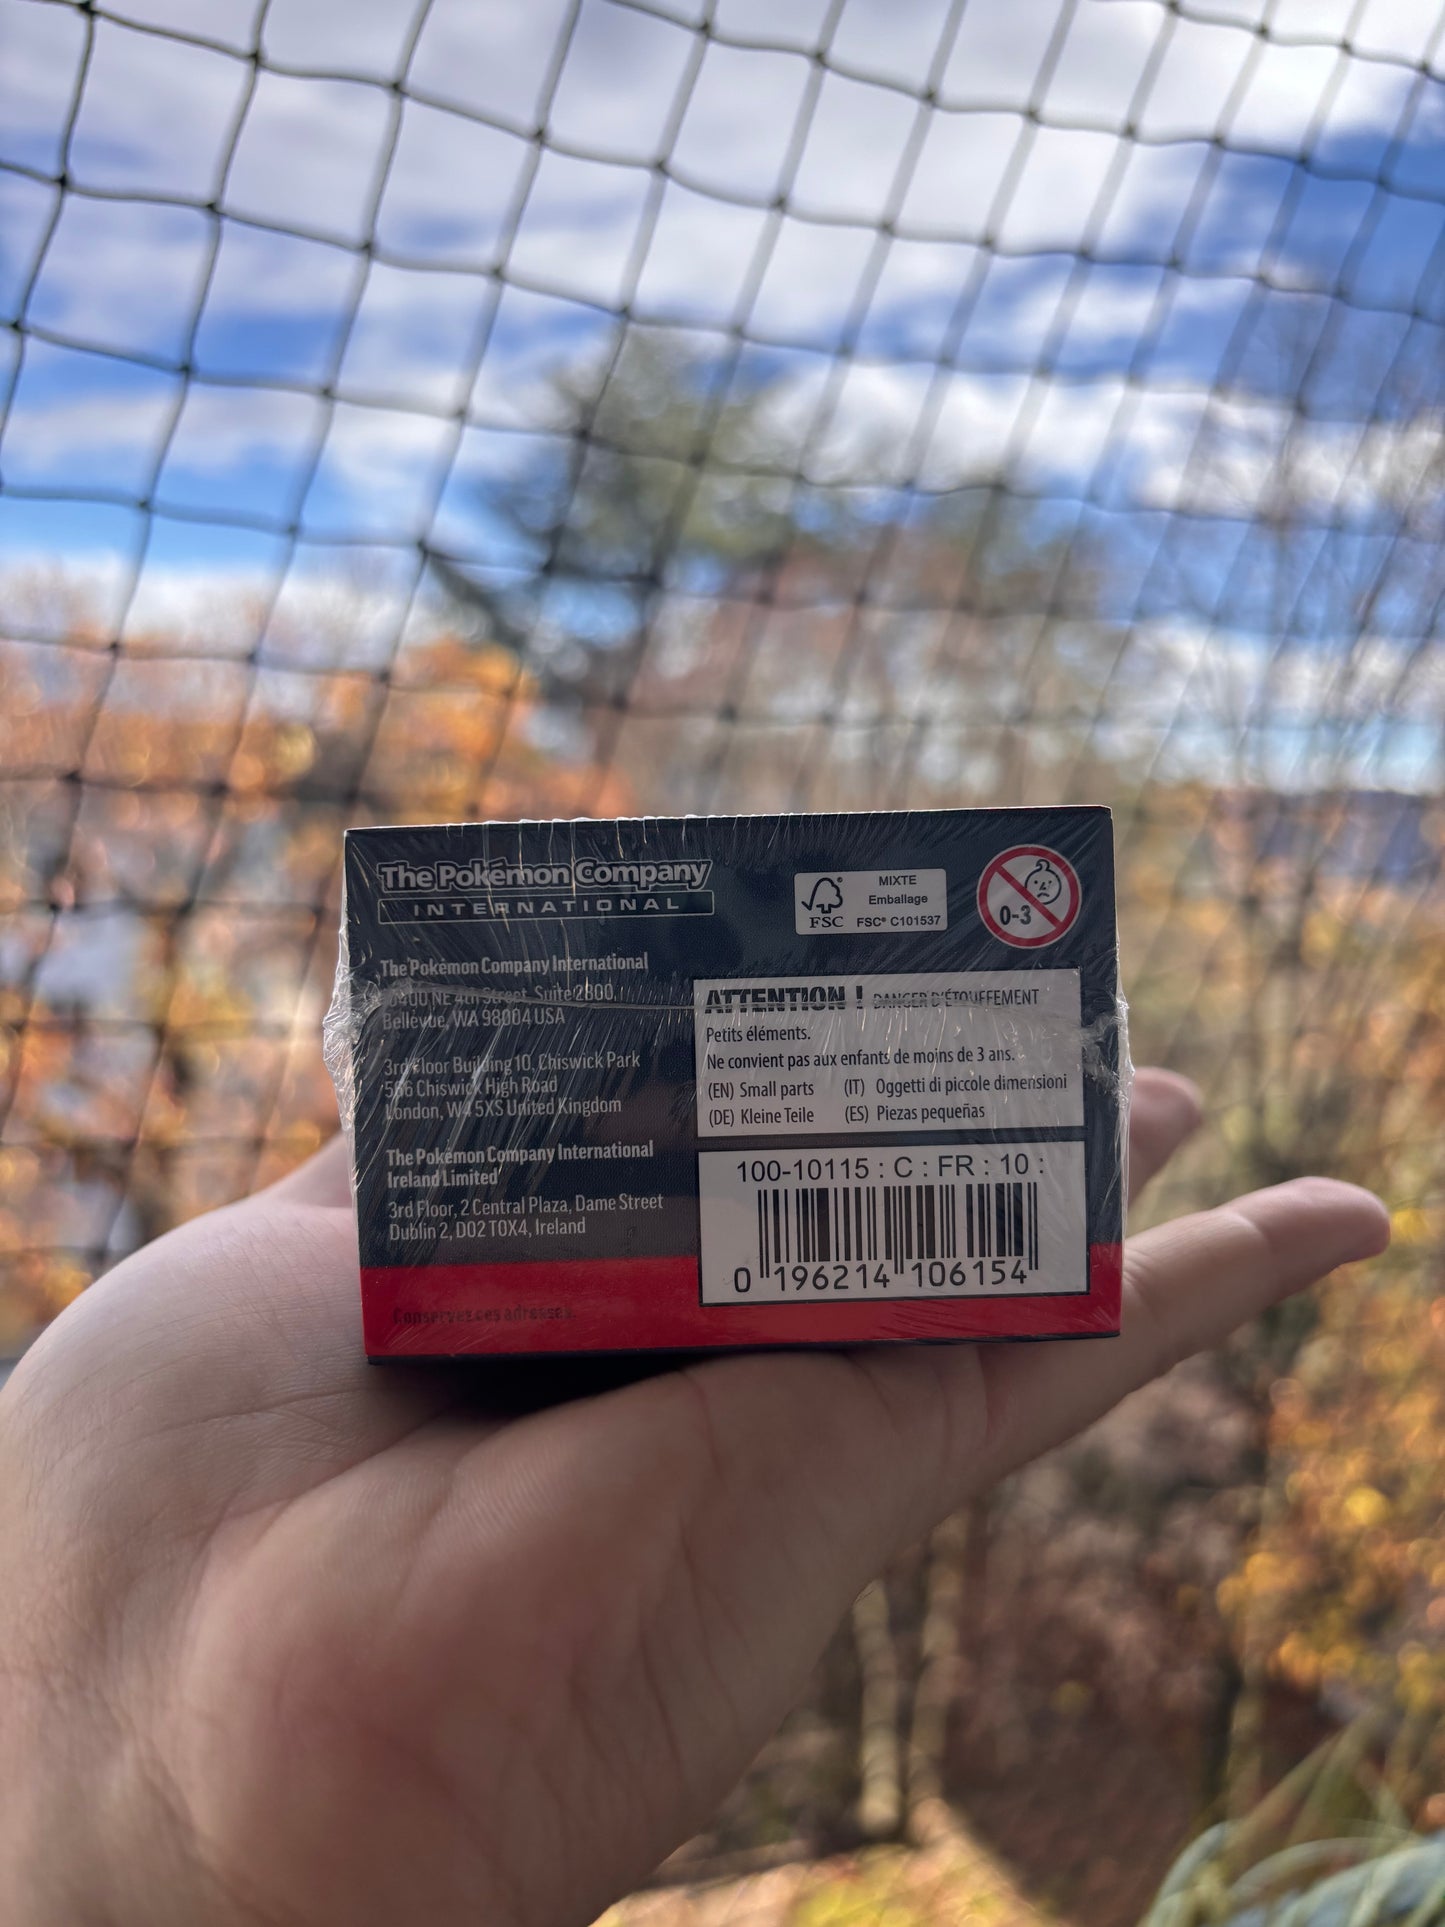 The Pokémon Company
INTERNATIONAL
The Pokémon Company International
NE 4th Street, Suite 2800,
Bellevue, WA 98004 USA
3rd Floor Building 10, Chiswick Park
566 Chiswick High Road
London, W4 5XS United Kingdom
The Pokémon Company International
Ireland Limited
3rd Floor, 2 Central Plaza, Dame Street
Dublin 2, D02 T0X4, Ireland
Conservez ces adresses.
FSC
MIXTE
Emballage
FSC® C101537
0-3
ATTENTION ! DANGER D'ÉTOUFFEMENT
Petits éléments.
Ne convient pas aux enfants de moins de 3 ans.
(EN) Small parts (IT) Oggetti di piccole dimensioni
(DE) Kleine Teile (ES) Piezas pequeñas
100-10115 : C : FR : 10 :
0 196214 106154